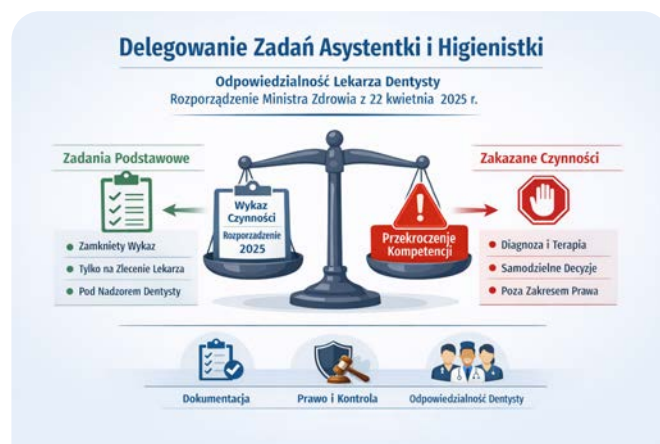 Delegowanie Zadań Asystentki i Higienistki
Odpowiedzialność Lekarza Dentysty
Rozporządzenie Ministra Zdrowia z 22 kwietnia 2025 r.
Zadania Podstawowe
Zamkniety Wykaz
Tylko na Zlecenie Lekarza
Pod Nadzorem Dentysty
Wykaz
Czynności
Rozporzadzenie
2025
Przekroczenie
Kompetencji
Zakazane Czynności
Diagnoza i Terapia
Samodzielne Decyzje
Poza Zakresem Prawa
Dokumentacja
Prawo i Kontrola
Odpowiedzialność Dentysty